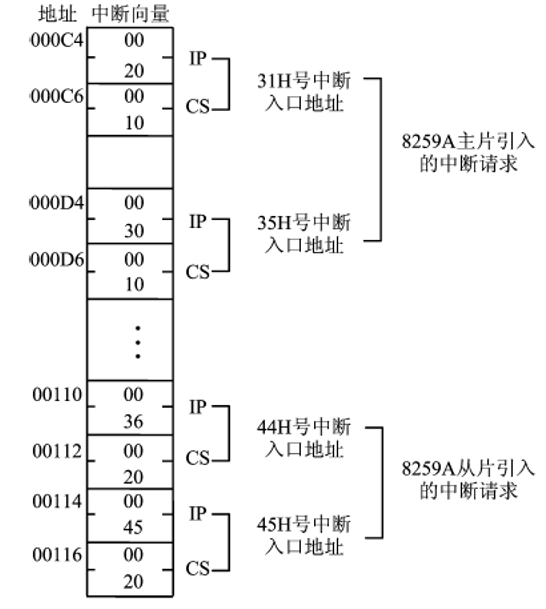 地址 中断向量
000C4 00 IP
20
31H号中断
入口地址
000C6 00 CS
10
8259A主片引入
的中断请求
000D4 00 IP
30
35H号中断
入口地址
000D6 00 CS
10
⋮
00110 00 IP
36
44H号中断
入口地址
00112 00 CS
20
8259A从片引入
的中断请求
00114 00 IP
45
45H号中断
入口地址
00116 00 CS
20